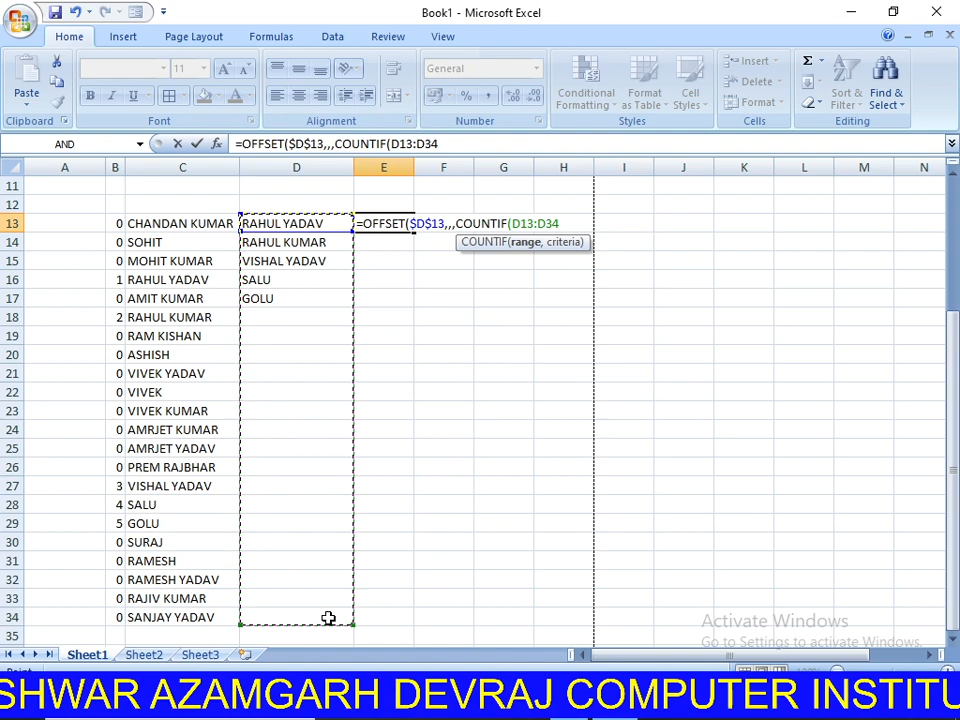 Book1 - Microsoft Excel
Home Insert Page Layout Formulas Data Review View
Paste
11 A A General Conditional Formatting Format as Table Cell Styles Insert Delete Format Sort & Filter Find & Select
B I U
Clipboard Font Alignment Number Styles Cells Editing
AND =OFFSET($D$13,,,COUNTIF(D13:D34
A B C D E F G H I J K L M N
11
12
13 0 CHANDAN KUMAR RAHUL YADAV =OFFSET($D$13,,,COUNTIF(D13:D34
14 0 SOHIT RAHUL KUMAR COUNTIF(range, criteria)
15 0 MOHIT KUMAR VISHAL YADAV
16 1 RAHUL YADAV SALU
17 0 AMIT KUMAR GOLU
18 2 RAHUL KUMAR
19 0 RAM KISHAN
20 0 ASHISH
21 0 VIVEK YADAV
22 0 VIVEK
23 0 VIVEK KUMAR
24 0 AMRJET KUMAR
25 0 AMRJET YADAV
26 0 PREM RAJBHAR
27 3 VISHAL YADAV
28 4 SALU
29 5 GOLU
30 0 SURAJ
31 0 RAMESH
32 0 RAMESH YADAV
33 0 RAJIV KUMAR
34 0 SANJAY YADAV
35
Activate Windows
Go to Settings to activate Windows.
Sheet1 Sheet2 Sheet3
SHWAR AZAMGARH DEVRAJ COMPUTER INSTITU